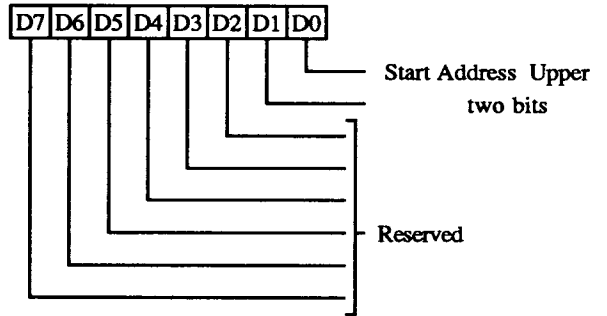 D7 D6 D5 D4 D3 D2 D1 D0
Start Address Upper
two bits
Reserved